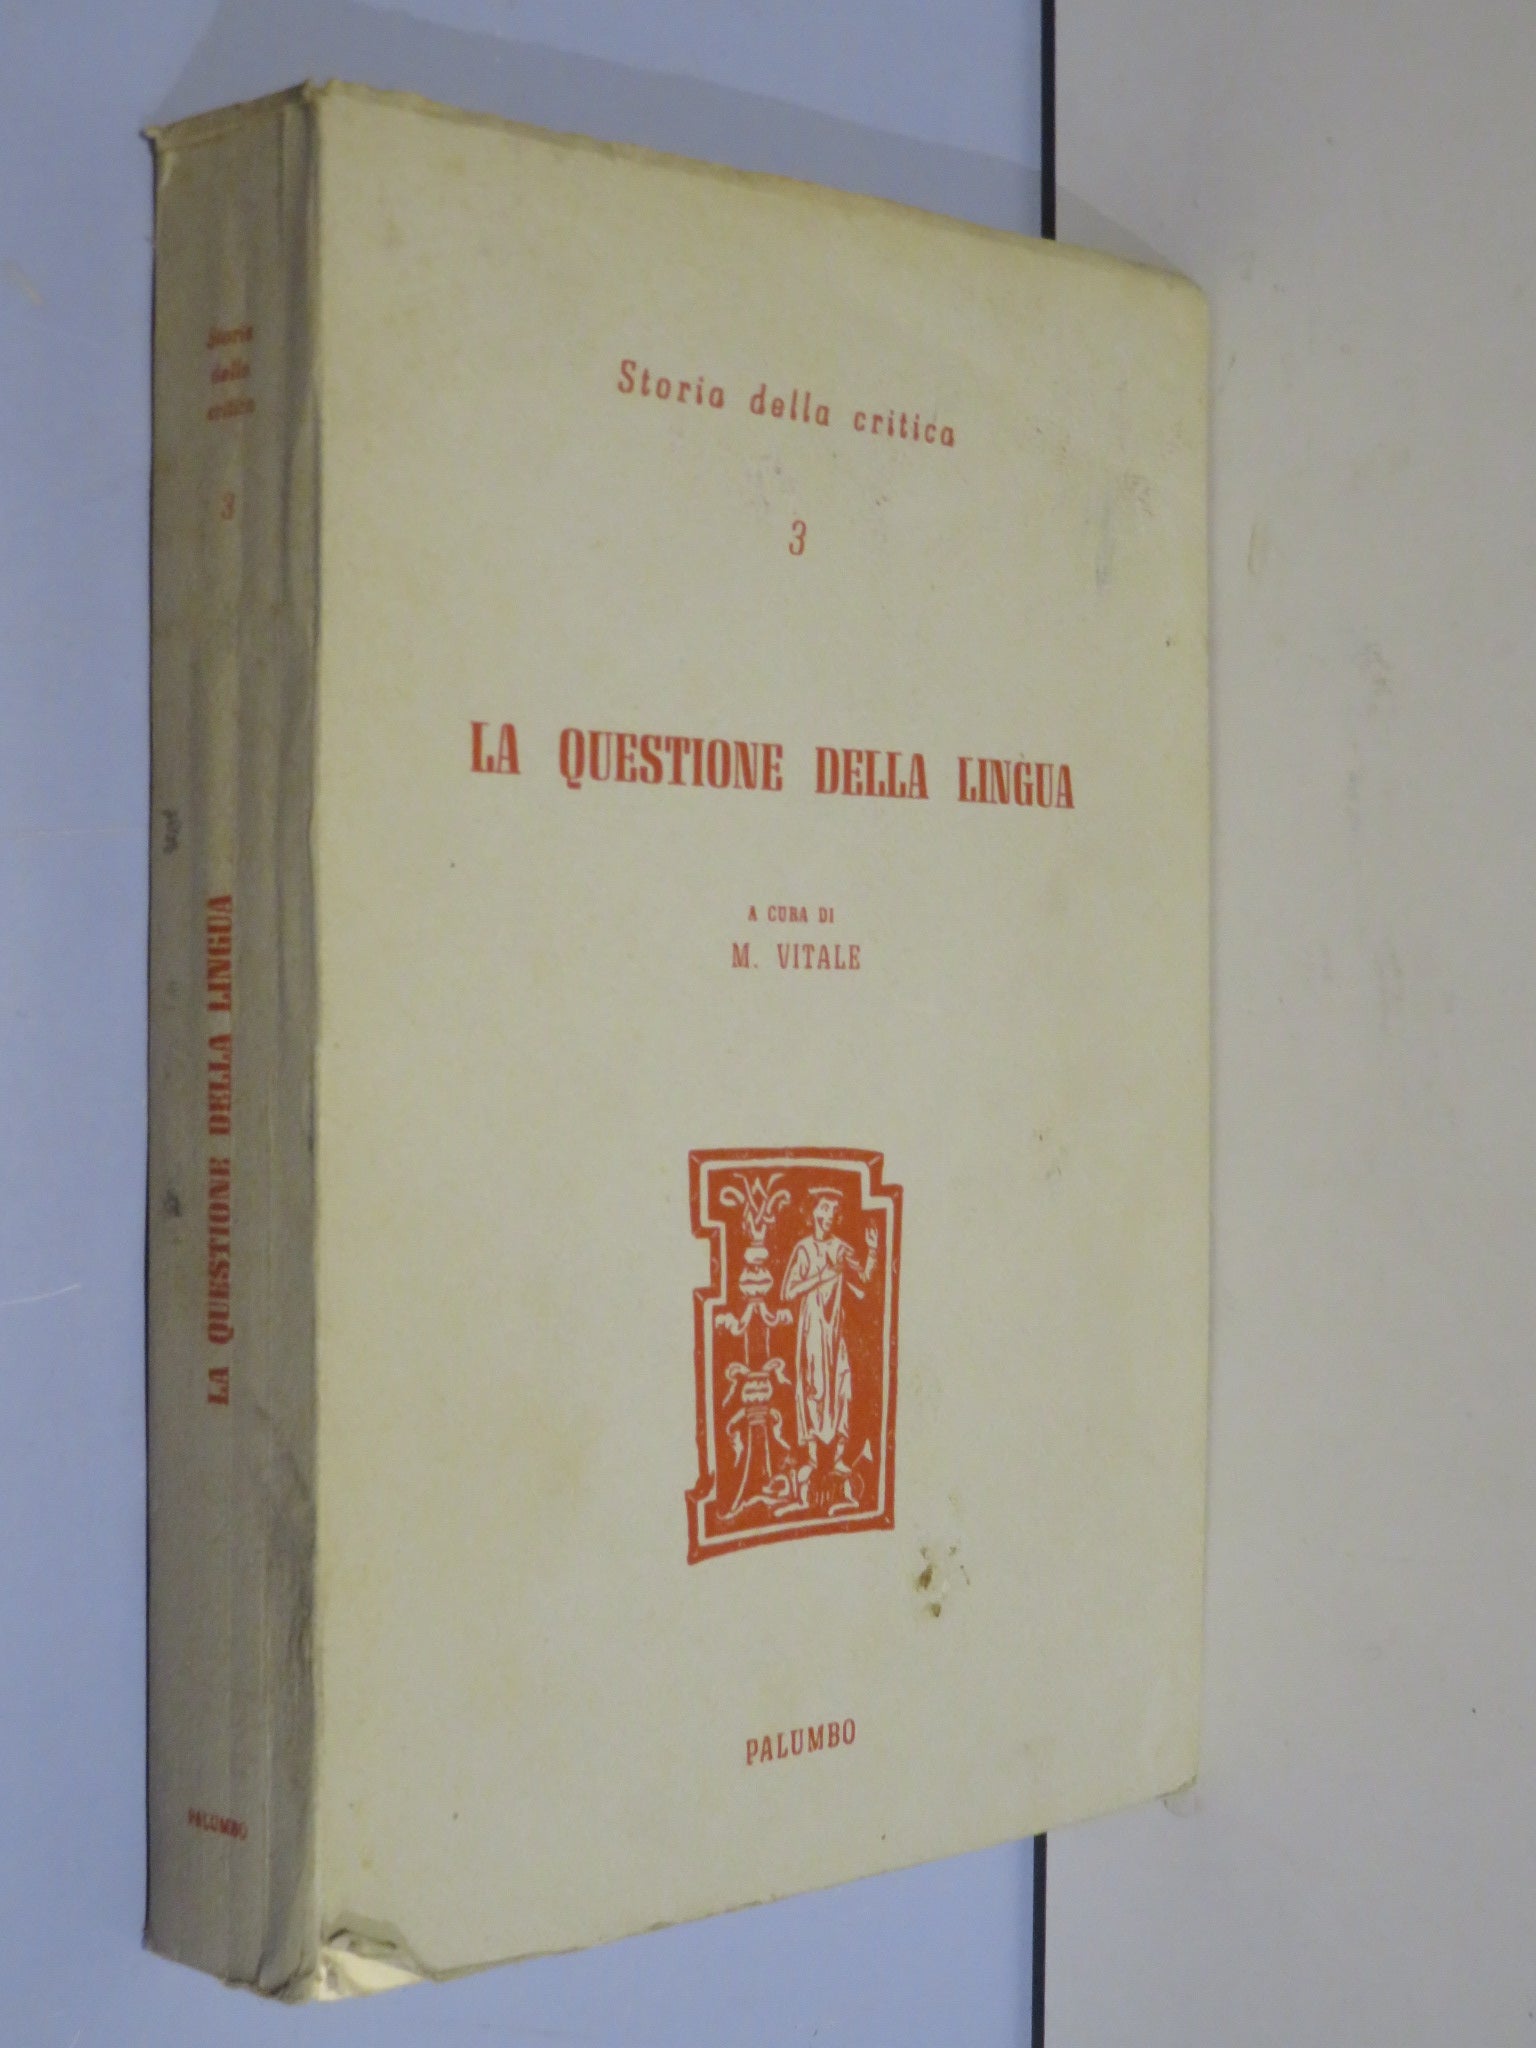 Storia
della
critica
3
LA QUESTIONE DELLA LINGUA
PALUMBO
Storia della critica
3
LA QUESTIONE DELLA LINGUA
A CURA DI
M. VITALE
PALUMBO